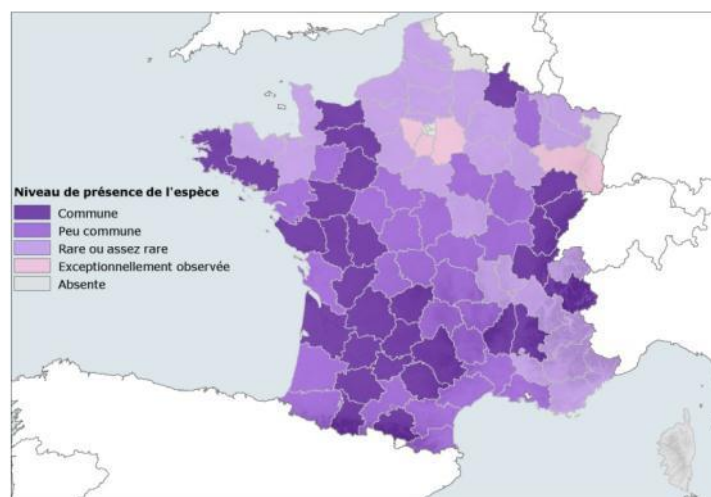 Niveau de présence de l'espèce
Commune
Peu commune
Rare ou assez rare
Exceptionnellement observée
Absente